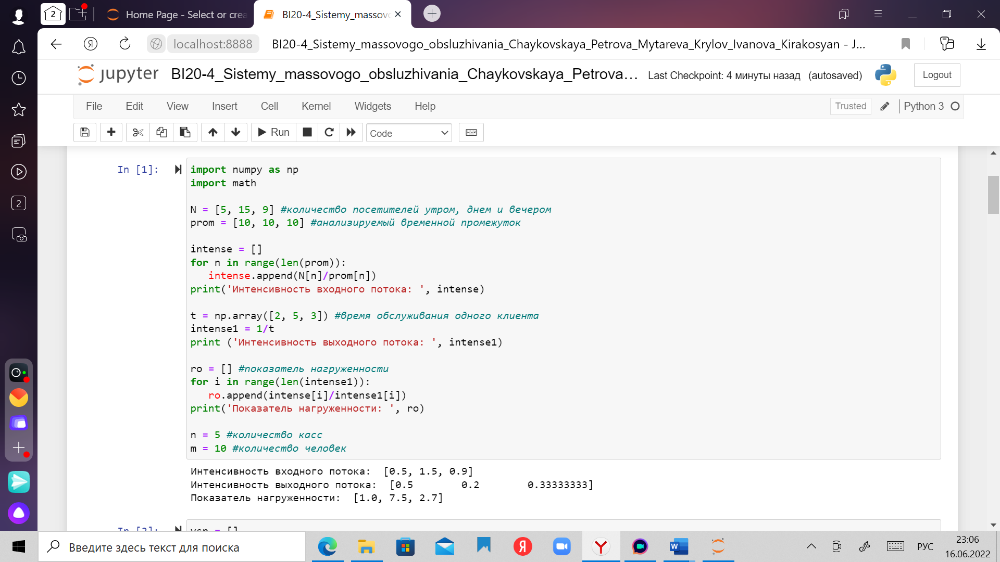 2
Home Page - Select or crea
BI20-4_Sistemy_massovo
localhost:8888
BI20-4_Sistemy_massovogo_obsluzhivania_Chaykovskaya_Petrova_Mytareva_Krylov_Ivanova_Kirakosyan - J...
jupyter
BI20-4_Sistemy_massovogo_obsluzhivania_Chaykovskaya_Petrova...
Last Checkpoint: 4 минуты назад (autosaved)
Logout
File Edit View Insert Cell Kernel Widgets Help
Trusted
Python 3
Run
Code
2
In [1]:
import numpy as np
import math
N = [5, 15, 9] #количество посетителей утром, днем и вечером
prom = [10, 10, 10] #анализируемый временной промежуток
intense = []
for n in range(len(prom)):
intense.append(N[n]/prom[n])
print('Интенсивность входного потока: ', intense)
t = np.array([2, 5, 3]) #время обслуживания одного клиента
intense1 = 1/t
print ('Интенсивность выходного потока: ', intense1)
ro = [] #показатель нагруженности
for i in range(len(intense1)):
ro.append(intense[i]/intense1[i])
print('Показатель нагруженности: ', ro)
n = 5 #количество касс
m = 10 #количество человек
Интенсивность входного потока:  [0.5, 1.5, 0.9]
Интенсивность выходного потока:  [0.5        0.2        0.33333333]
Показатель нагруженности:  [1.0, 7.5, 2.7]
In [2]:
Введите здесь текст для поиска
РУС
23:06
16.06.2022